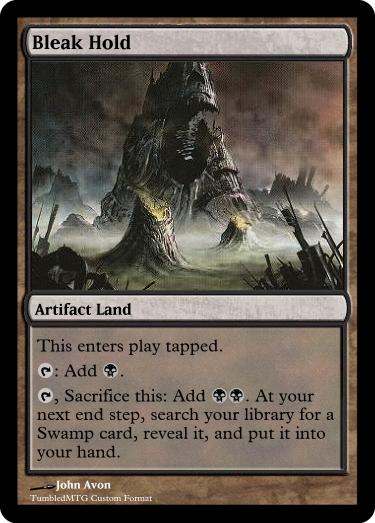 Bleak Hold
Artifact Land
This enters play tapped.
: Add .
, Sacrifice this: Add . At your
next end step, search your library for a
Swamp card, reveal it, and put it into
your hand.
John Avon
TumbledMTG Custom Format